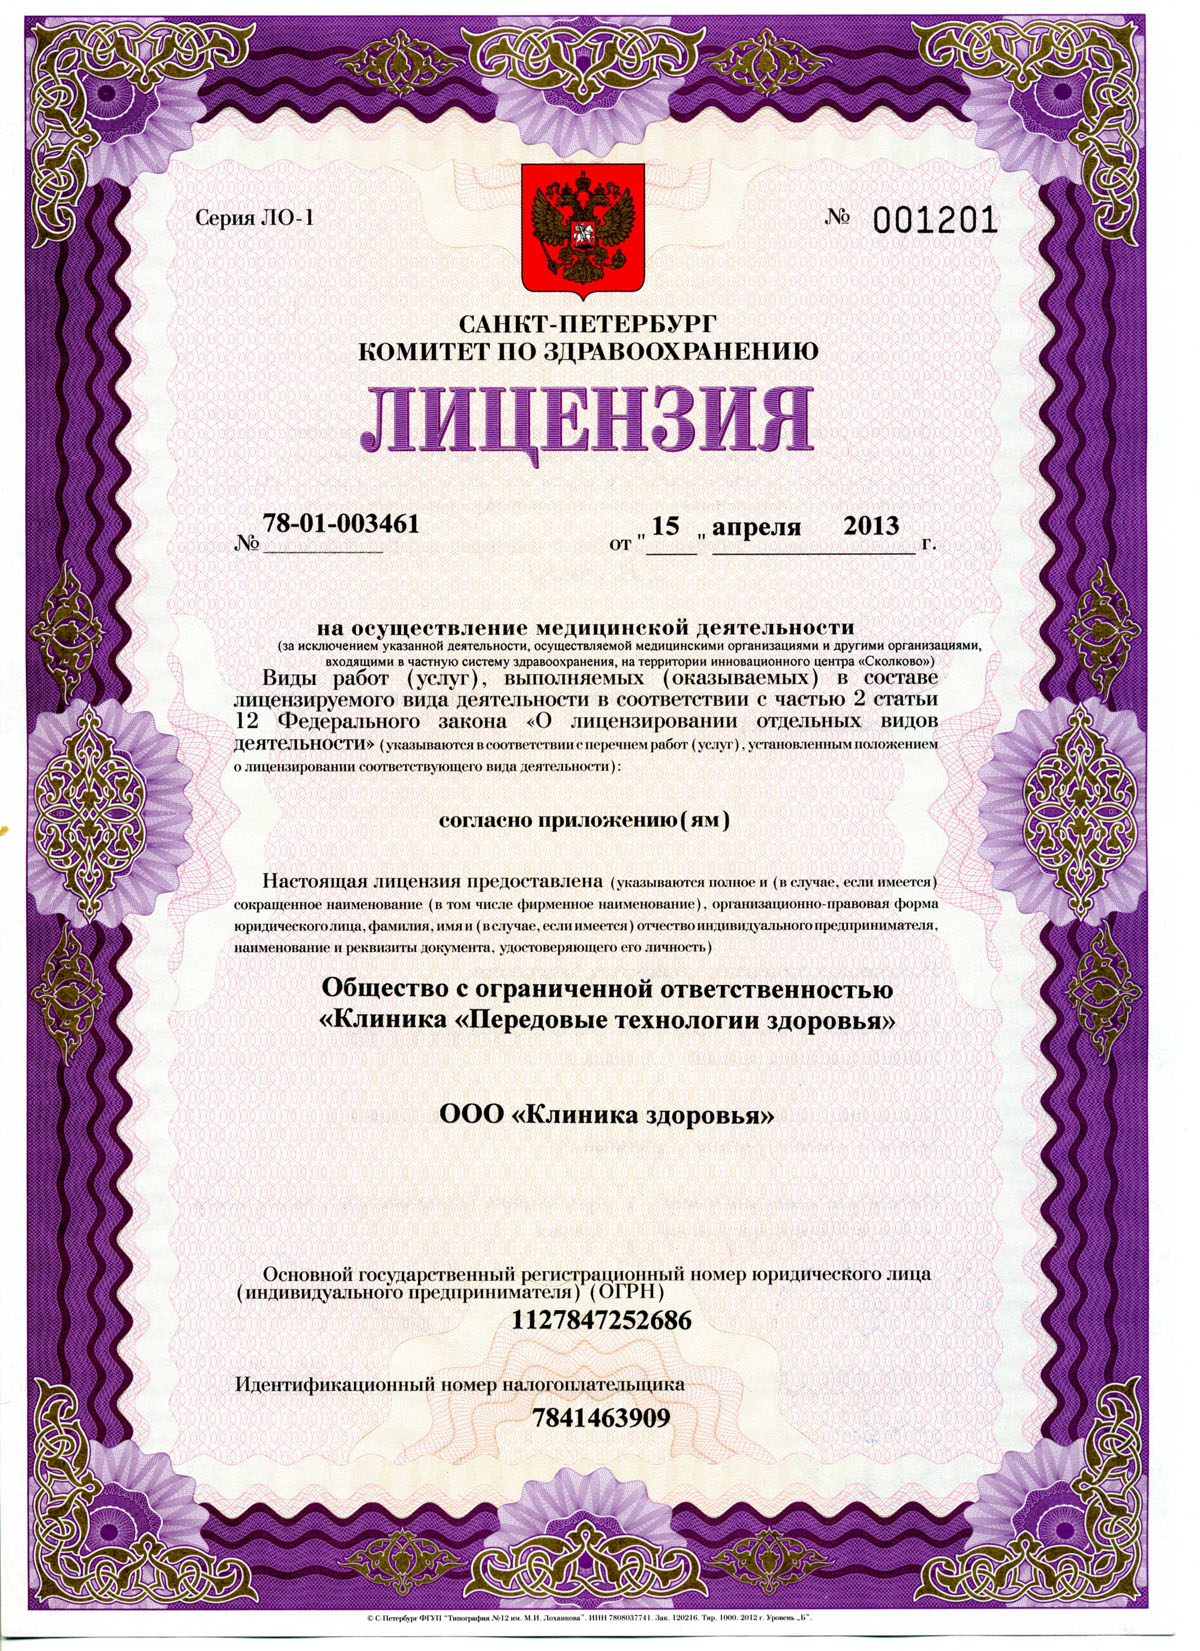 Серия ЛО-1
№ 001201
САНКТ-ПЕТЕРБУРГ
КОМИТЕТ ПО ЗДРАВООХРАНЕНИЮ
ЛИЦЕНЗИЯ
№ 78-01-003461 от "15" апреля 2013 г.
на осуществление медицинской деятельности
(за исключением указанной деятельности, осуществляемой медицинскими организациями и другими организациями,
входящими в частную систему здравоохранения, на территории инновационного центра «Сколково»)
Виды работ (услуг), выполняемых (оказываемых) в составе
лицензируемого вида деятельности в соответствии с частью 2 статьи
12 Федерального закона «О лицензировании отдельных видов
деятельности» (указываются в соответствии с перечнем работ (услуг), установленным положением
о лицензировании соответствующего вида деятельности):
согласно приложению(ям)
Настоящая лицензия предоставлена (указываются полное и (в случае, если имеется)
сокращенное наименование (в том числе фирменное наименование), организационно-правовая форма
юридического лица, фамилия, имя и (в случае, если имеется) отчество индивидуального предпринимателя,
наименование и реквизиты документа, удостоверяющего его личность)
Общество с ограниченной ответственностью
«Клиника «Передовые технологии здоровья»
ООО «Клиника здоровья»
Основной государственный регистрационный номер юридического лица
(индивидуального предпринимателя) (ОГРН)
1127847252686
Идентификационный номер налогоплательщика
7841463909
© С-Петербург ФГУП "Типография №12 им. М.И. Лоханкова". ИНН 7808037741. Зак. 120216. Тир. 1000. 2012 г. Уровень „Б".